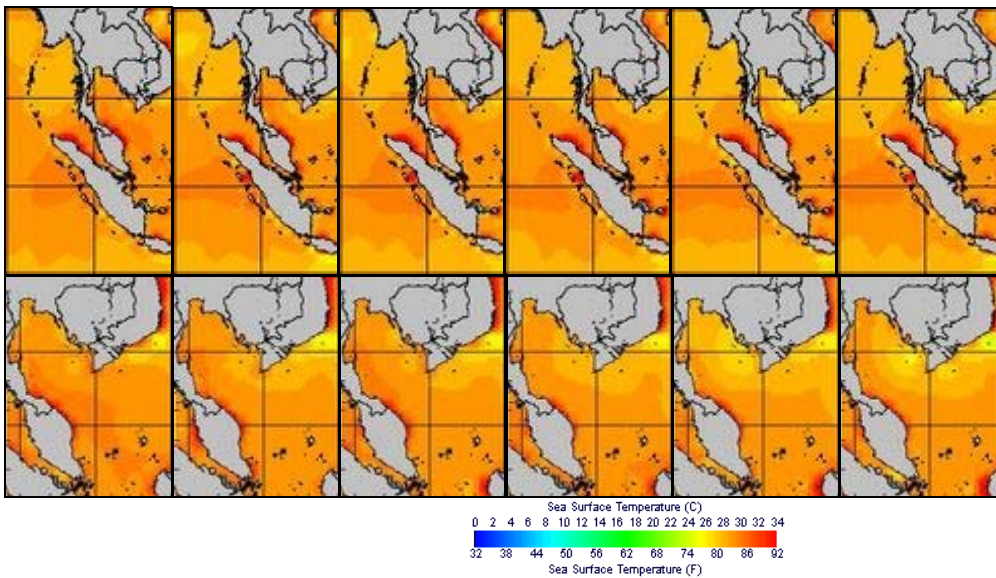 Sea Surface Temperature (C)
0 2 4 6 8 10 12 14 16 18 20 22 24 26 28 30 32 34
32 38 44 50 56 62 68 74 80 86 92
Sea Surface Temperature (F)